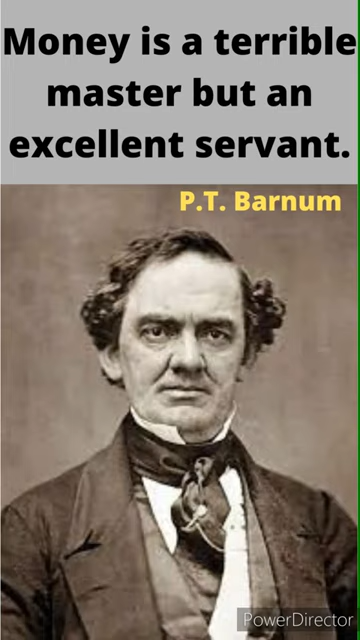 Money is a terrible
master but an
excellent servant.
P.T. Barnum
PowerDirector